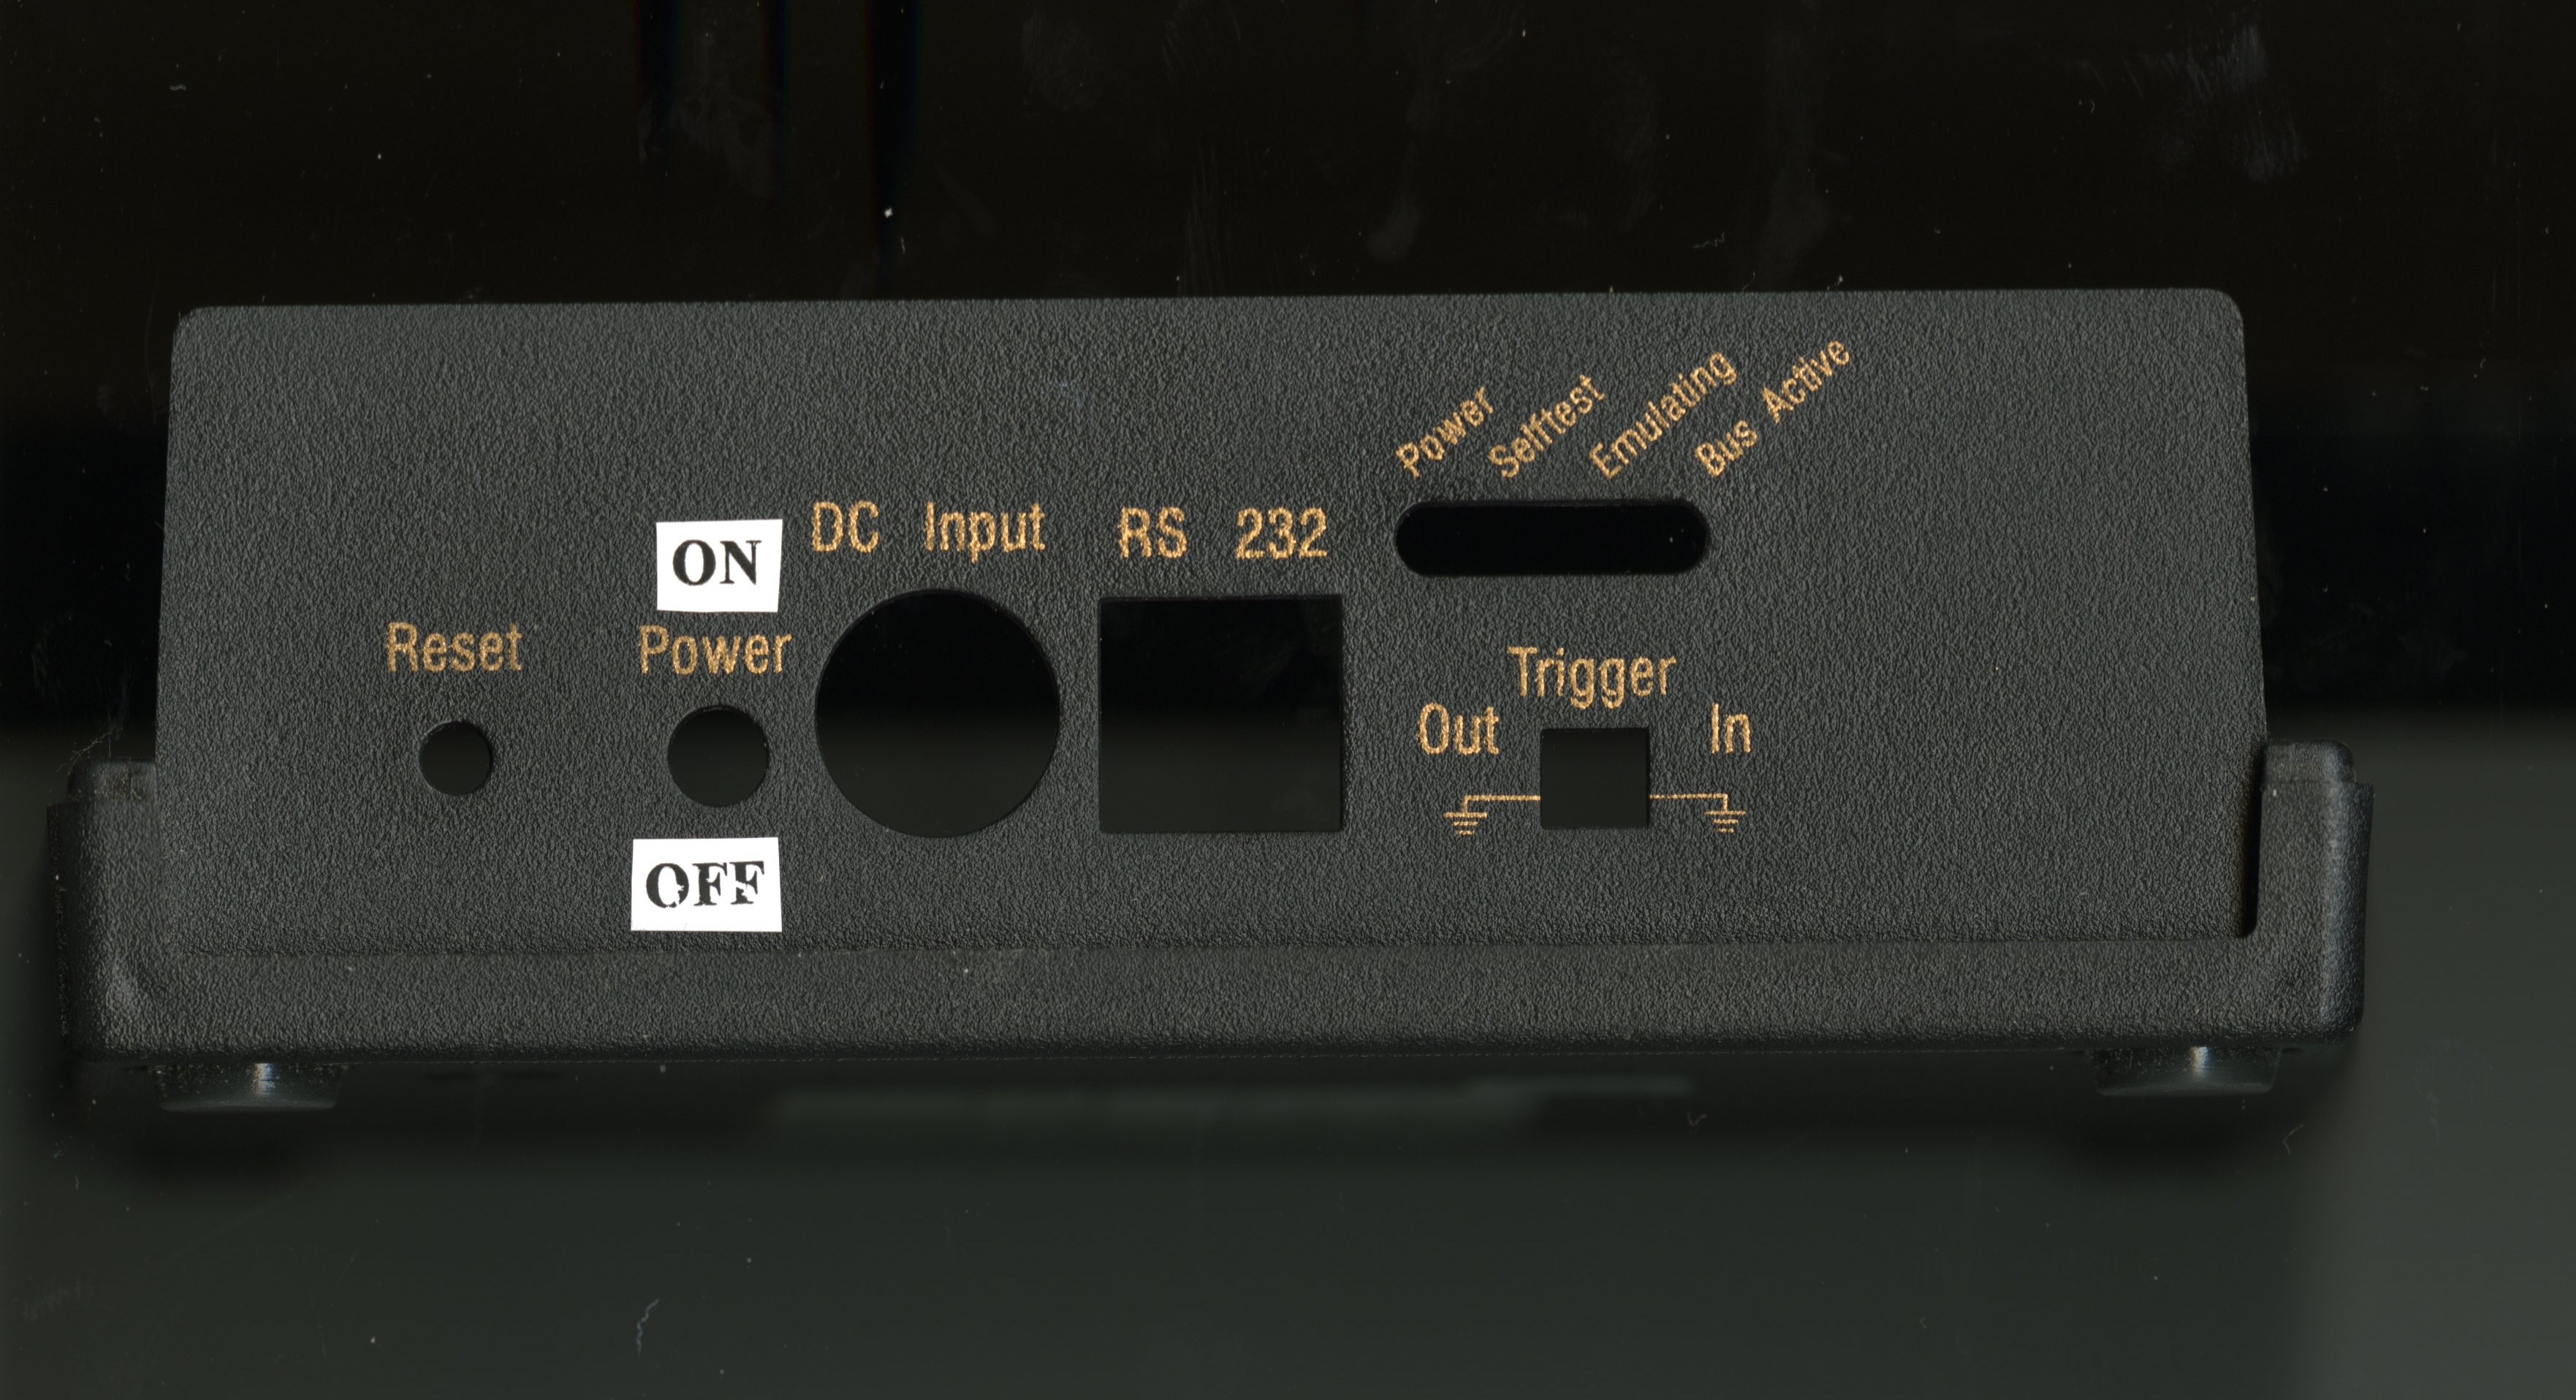 Power
Selftest
Emulating
Bus Active
ON
DC Input
RS 232
Reset
Power
Trigger
Out
In
OFF